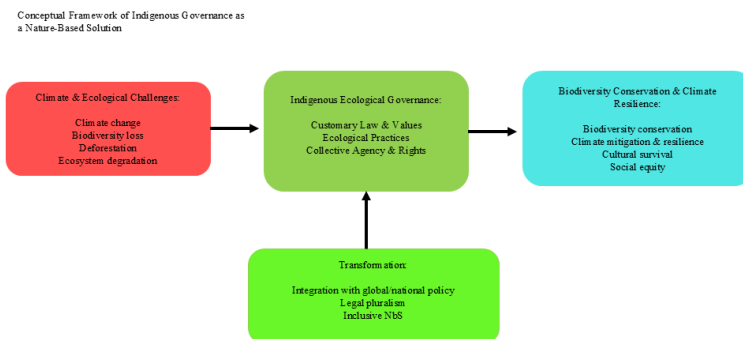 Conceptual Framework of Indigenous Governance as
a Nature-Based Solution
Climate & Ecological Challenges:
Climate change
Biodiversity loss
Deforestation
Ecosystem degradation
Indigenous Ecological Governance:
Customary Law & Values
Ecological Practices
Collective Agency & Rights
Biodiversity Conservation & Climate
Resilience:
Biodiversity conservation
Climate mitigation & resilience
Cultural survival
Social equity
Transformation:
Integration with global/national policy
Legal pluralism
Inclusive NbS